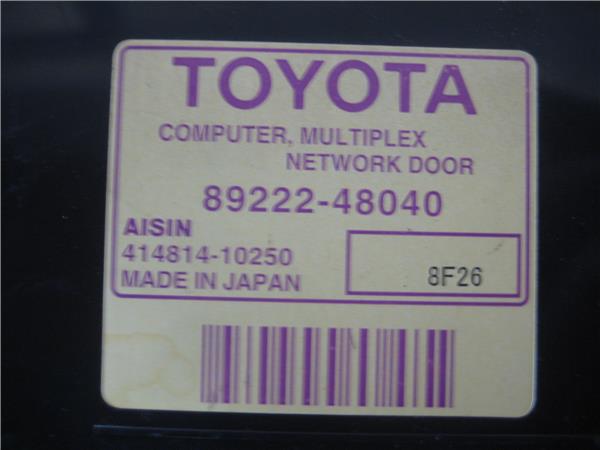 TOYOTA
COMPUTER, MULTIPLEX
NETWORK DOOR
89222-48040
AISIN
414814-10250
MADE IN JAPAN
8F26